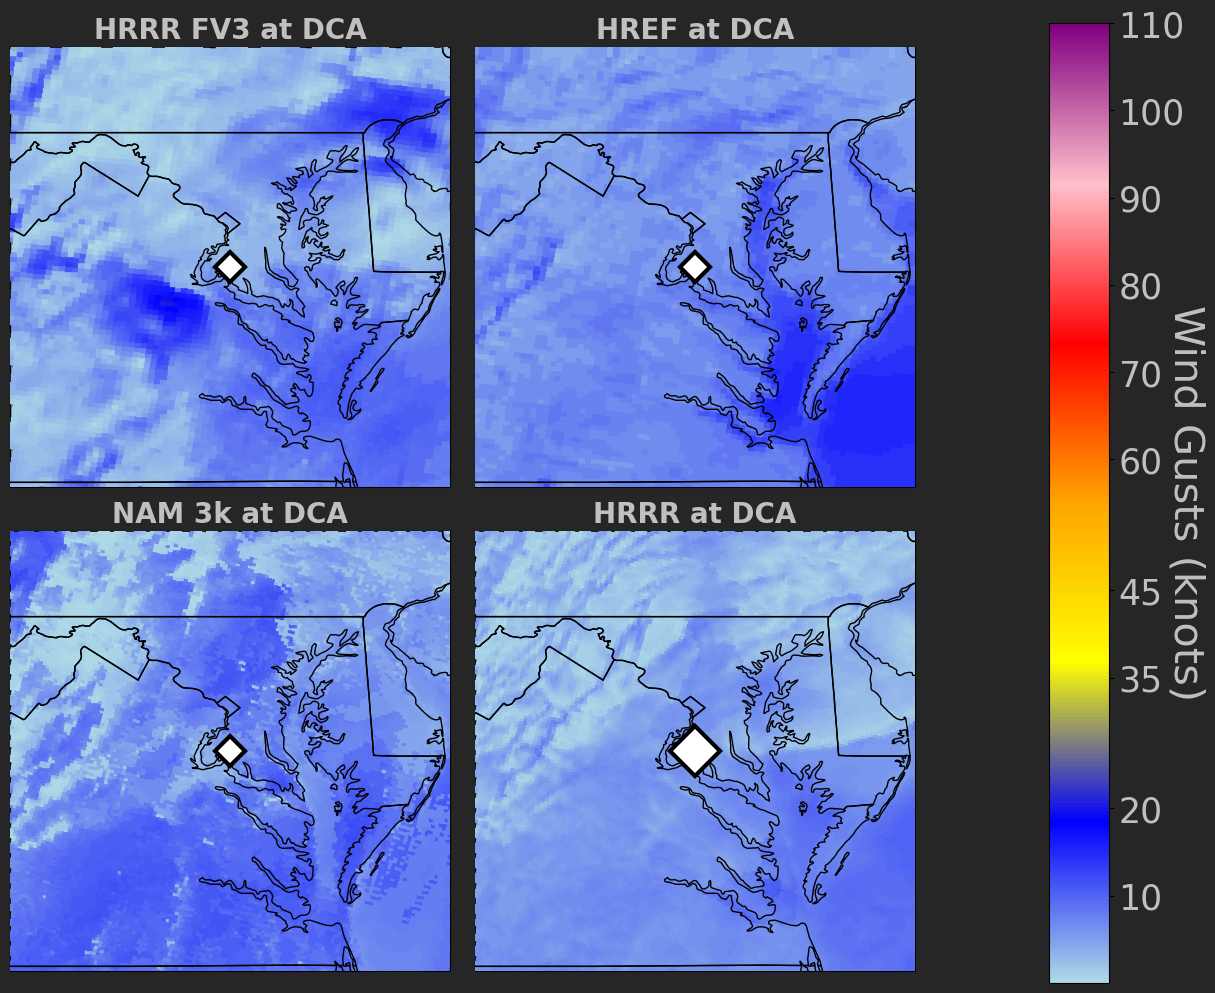 HRRR FV3 at DCA
HREF at DCA
NAM 3k at DCA
HRRR at DCA
110
100
90
80
70
60
45
35
20
10
Wind Gusts (knots)